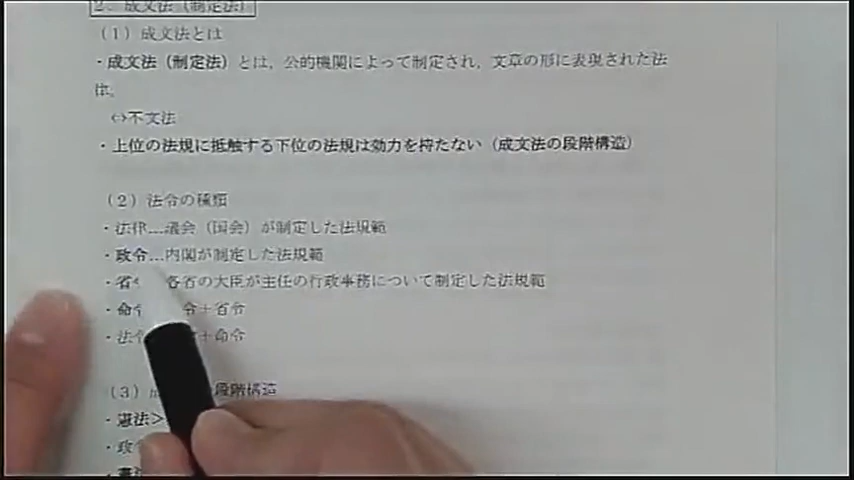 2．成文法（制定法）
（1）成文法とは
・成文法（制定法）とは，公的機関によって制定され，文章の形に表現された法
律。
⇔不文法
・上位の法規に抵触する下位の法規は効力を持たない（成文法の段階構造）
（2）法令の種類
・法律…議会（国会）が制定した法規範
・政令…内閣が制定した法規範
・省 各省の大臣が主任の行政事務について制定した法規範
・命令 令＋省令
・法令 ＋命令
（3） 段階構造
・憲法＞
・政